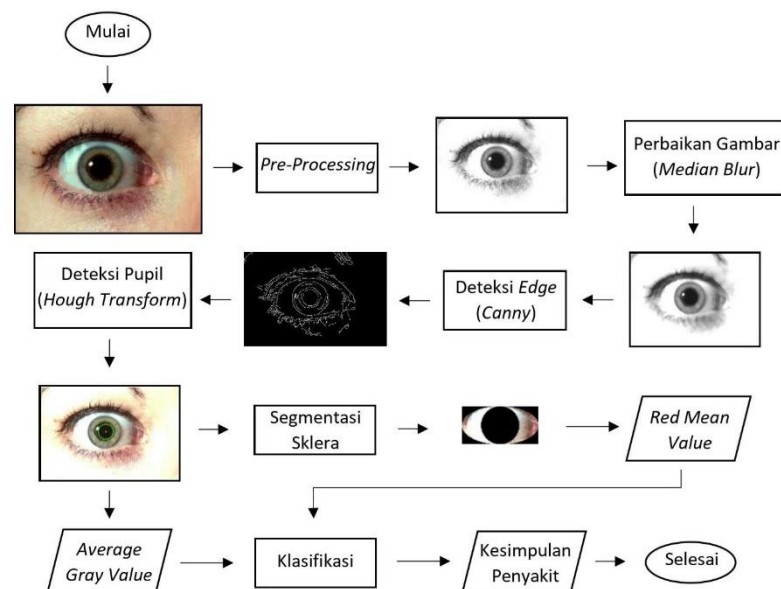 Mulai
Pre-Processing
Perbaikan Gambar
(Median Blur)
Deteksi Pupil
(Hough Transform)
Deteksi Edge
(Canny)
Segmentasi
Sklera
Red Mean
Value
Average
Gray Value
Klasifikasi
Kesimpulan
Penyakit
Selesai